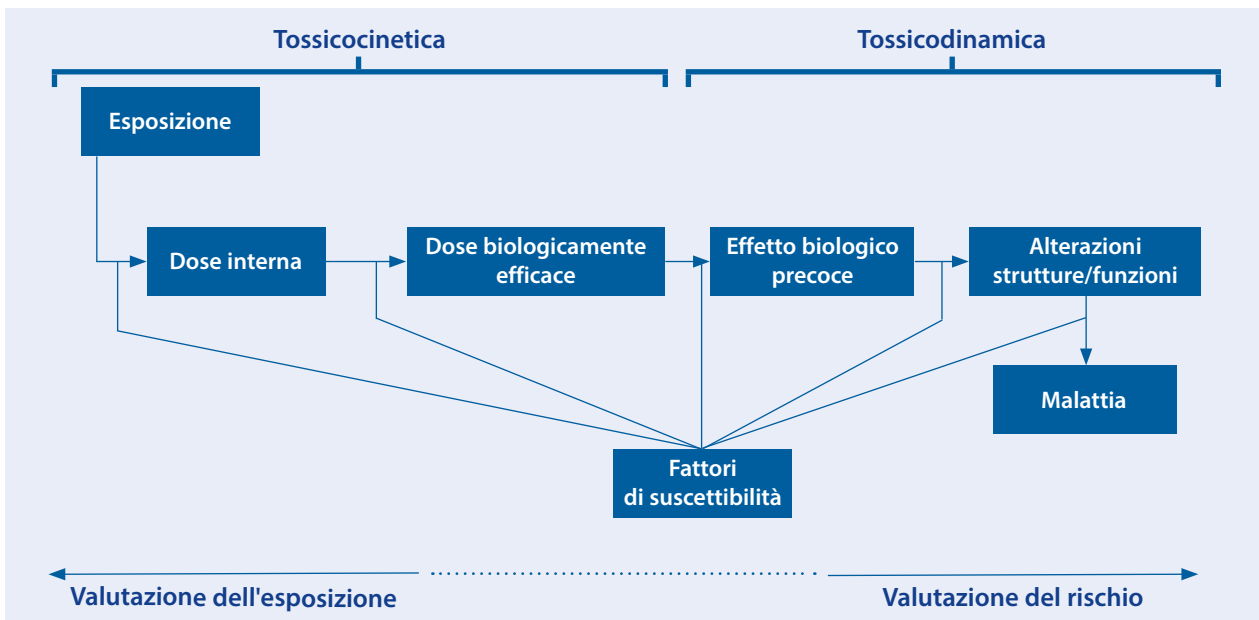 Tossicocinetica
Tossicodinamica
Esposizione
Dose interna
Dose biologicamente
efficace
Effetto biologico
precoce
Alterazioni
strutture/funzioni
Malattia
Fattori
di suscettibilità
Valutazione dell'esposizione
Valutazione del rischio